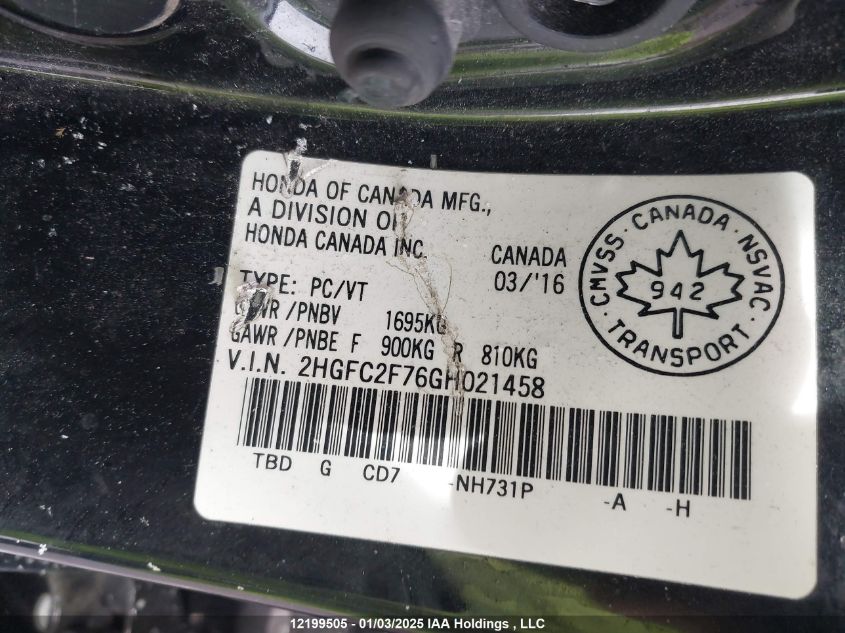 HONDA OF CANADA MFG.,
A DIVISION OF
HONDA CANADA INC.
CANADA
03/'16
TYPE: PC/VT
GVWR/PNBV 1695KG
GAWR/PNBE F 900KG R 810KG
V.I.N. 2HGFC2F76GH021458
TBD G CD7 -NH731P -A -H
CMVSS · CANADA · NSVAC
942
· TRANSPORT ·
12199505 - 01/03/2025 IAA Holdings , LLC